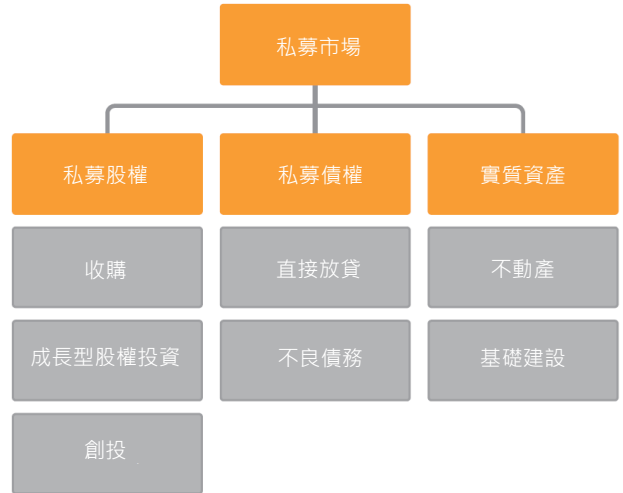 私募市場
私募股權
私募債權
實質資產
收購
直接放貸
不動產
成長型股權投資
不良債務
基礎建設
創投